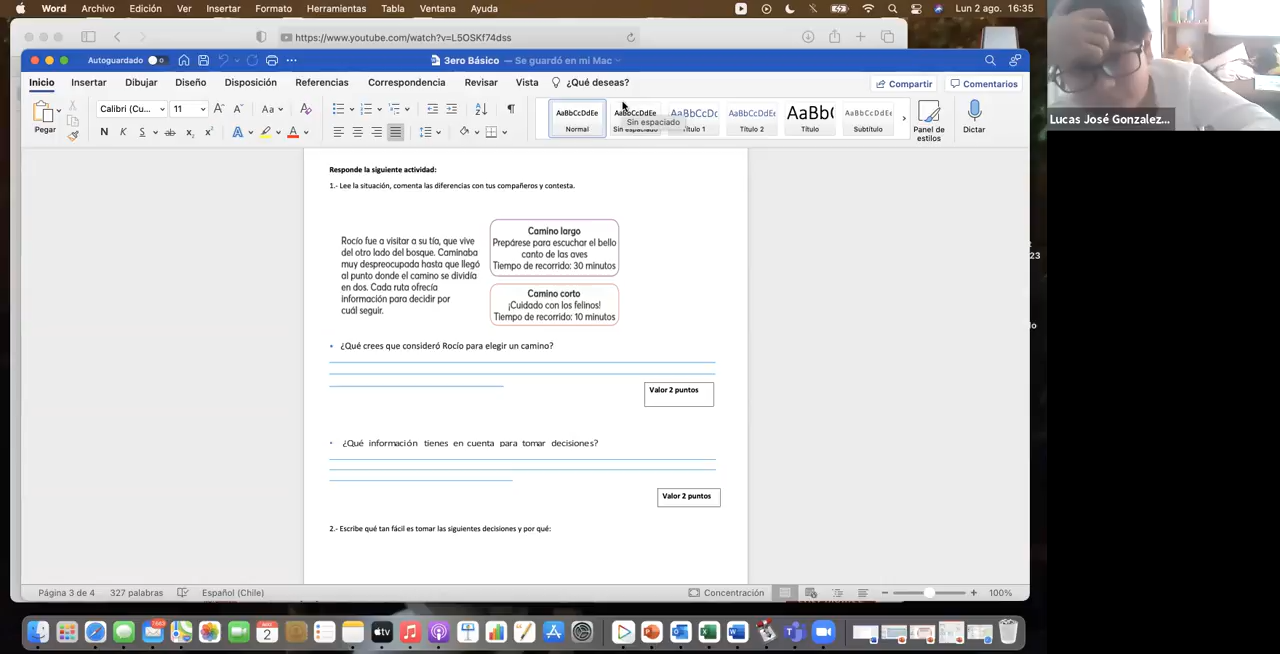 Word Archivo Edición Ver Insertar Formato Herramientas Tabla Ventana Ayuda Lun 2 ago. 16:35
https://www.youtube.com/watch?v=L5OSKf74dss
Autoguardado 3ero Básico — Se guardó en mi Mac
Inicio Insertar Dibujar Diseño Disposición Referencias Correspondencia Revisar Vista ¿Qué deseas? Compartir Comentarios
Calibri (Cu... 11
Pegar
AaBbCcDdEe AaBbCcDdEe AaBbCcDc AaBbCcDdEe AaBb( AaBbCcDdEe
Normal Sin espaciado Título 1 Título 2 Título Subtítulo
Sin espaciado
Panel de estilos Dictar
Lucas José Gonzalez...
Responde la siguiente actividad:
1.- Lee la situación, comenta las diferencias con tus compañeros y contesta.
Rocío fue a visitar a su tía, que vive
del otro lado del bosque. Caminaba
muy despreocupada hasta que llegó
al punto donde el camino se dividía
en dos. Cada ruta ofrecía
información para decidir por
cuál seguir.
Camino largo
Prepárese para escuchar el bello
canto de las aves
Tiempo de recorrido: 30 minutos
Camino corto
¡Cuidado con los felinos!
Tiempo de recorrido: 10 minutos
¿Qué crees que consideró Rocío para elegir un camino?
Valor 2 puntos
¿Qué información tienes en cuenta para tomar decisiones?
Valor 2 puntos
2.- Escribe qué tan fácil es tomar las siguientes decisiones y por qué:
Página 3 de 4 327 palabras Español (Chile) Concentración 100%
tv
2